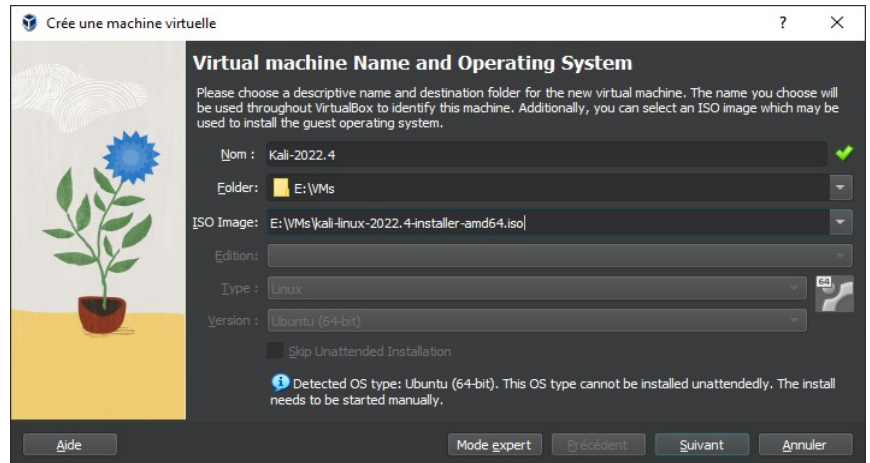 Crée une machine virtuelle
?
Virtual machine Name and Operating System
Please choose a descriptive name and destination folder for the new virtual machine. The name you choose will
be used throughout VirtualBox to identify this machine. Additionally, you can select an ISO image which may be
used to install the guest operating system.
Nom : Kali-2022.4
Folder: E:\VMs
ISO Image: E:\VMs\kali-linux-2022.4-installer-amd64.iso
Edition:
Type : Linux
64
Version : Ubuntu (64-bit)
Skip Unattended Installation
Detected OS type: Ubuntu (64-bit). This OS type cannot be installed unattendedly. The install
needs to be started manually.
Aide Mode expert Précédent Suivant Annuler